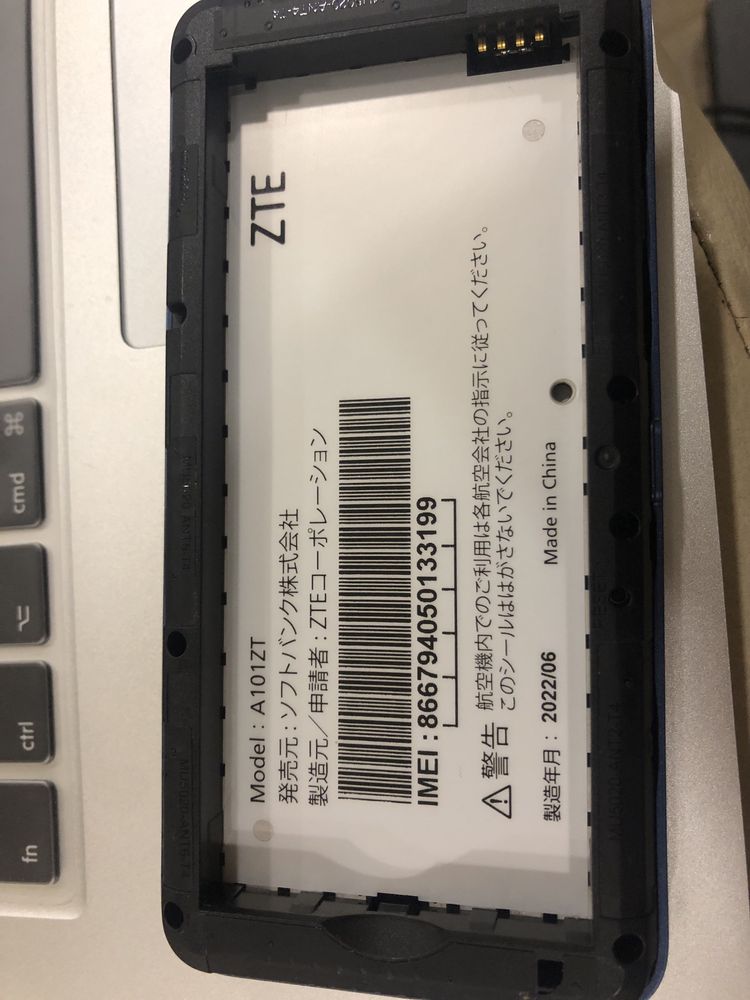 ZTE
Model : A101ZT
発売元 : ソフトバンク株式会社
製造元／申請者 : ZTEコーポレーション
IMEI : 866794050133199
警告 航空機内でのご利用は各航空会社の指示に従ってください。
このシールははがさないでください。
製造年月 : 2022/06 Made in China
cmd
ctrl
fn